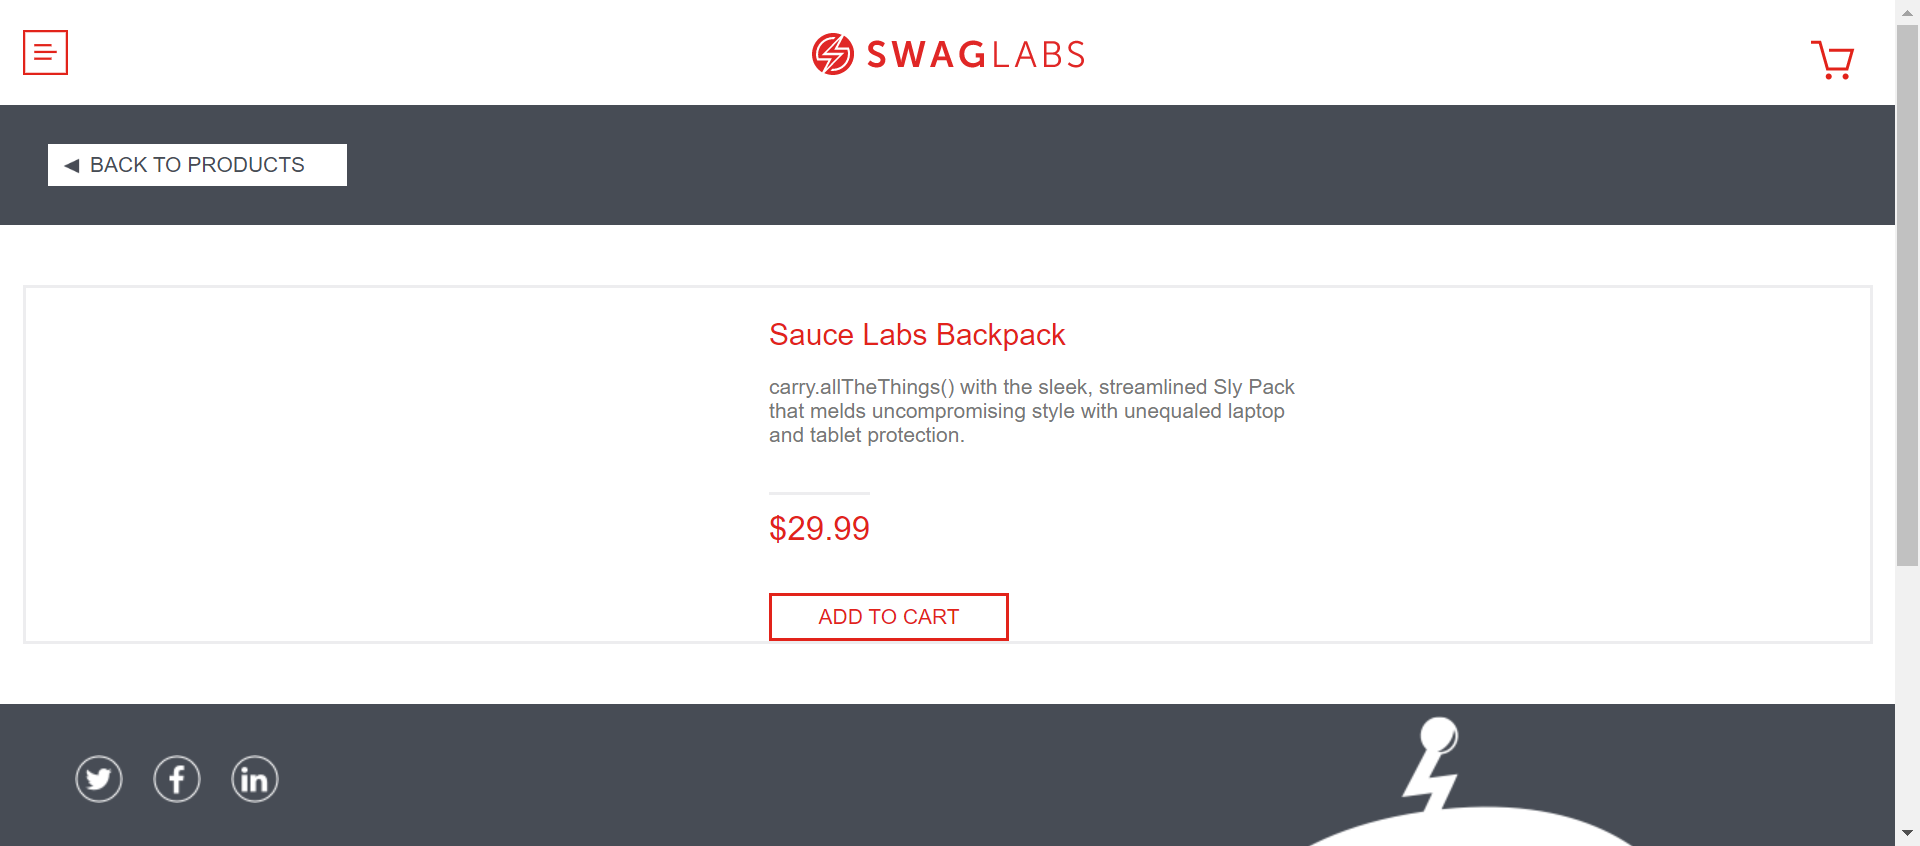 SWAGLABS
BACK TO PRODUCTS
Sauce Labs Backpack
carry.allTheThings() with the sleek, streamlined Sly Pack
that melds uncompromising style with unequaled laptop
and tablet protection.
$29.99
ADD TO CART